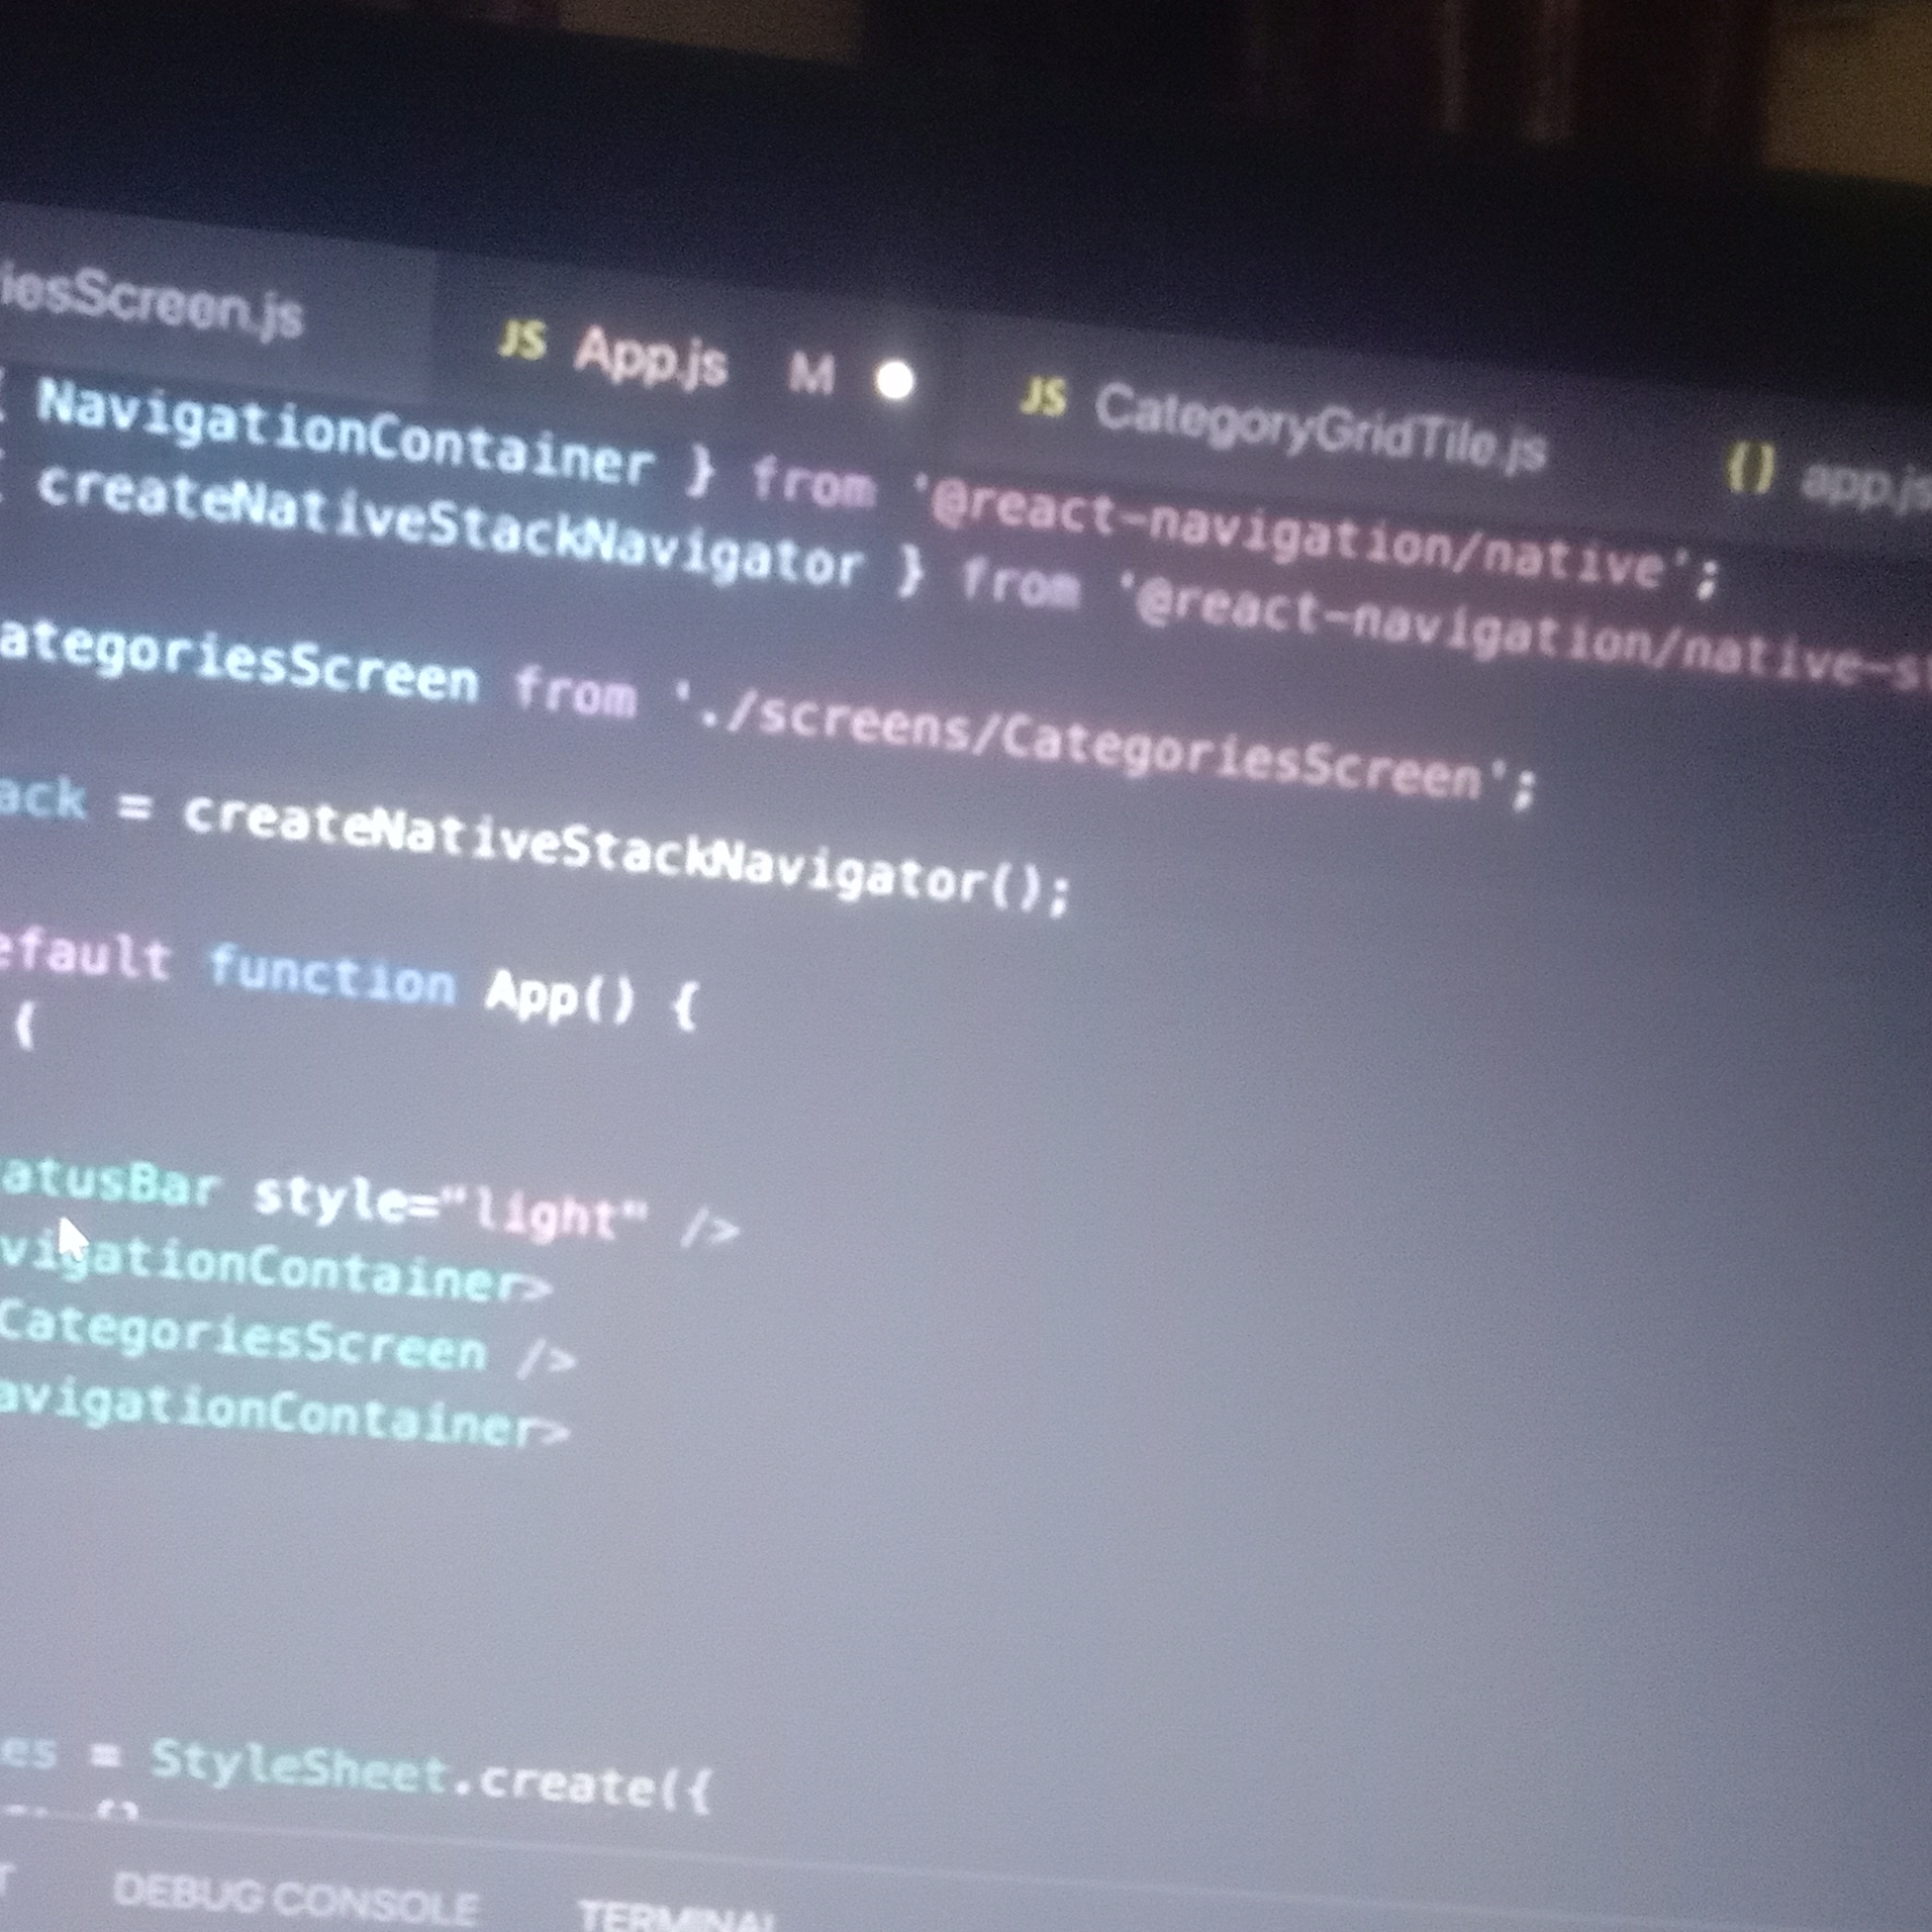 iesScreen.js JS App.js M JS CategoryGridTile.js {} app.js
{ NavigationContainer } from '@react-navigation/native';
{ createNativeStackNavigator } from '@react-navigation/native-st
ategoriesScreen from './screens/CategoriesScreen';
ack = createNativeStackNavigator();
efault function App() {
(
atusBar style="light" />
vigationContainer>
CategoriesScreen />
avigationContainer>
es = StyleSheet.create({
T DEBUG CONSOLE TERMINAL